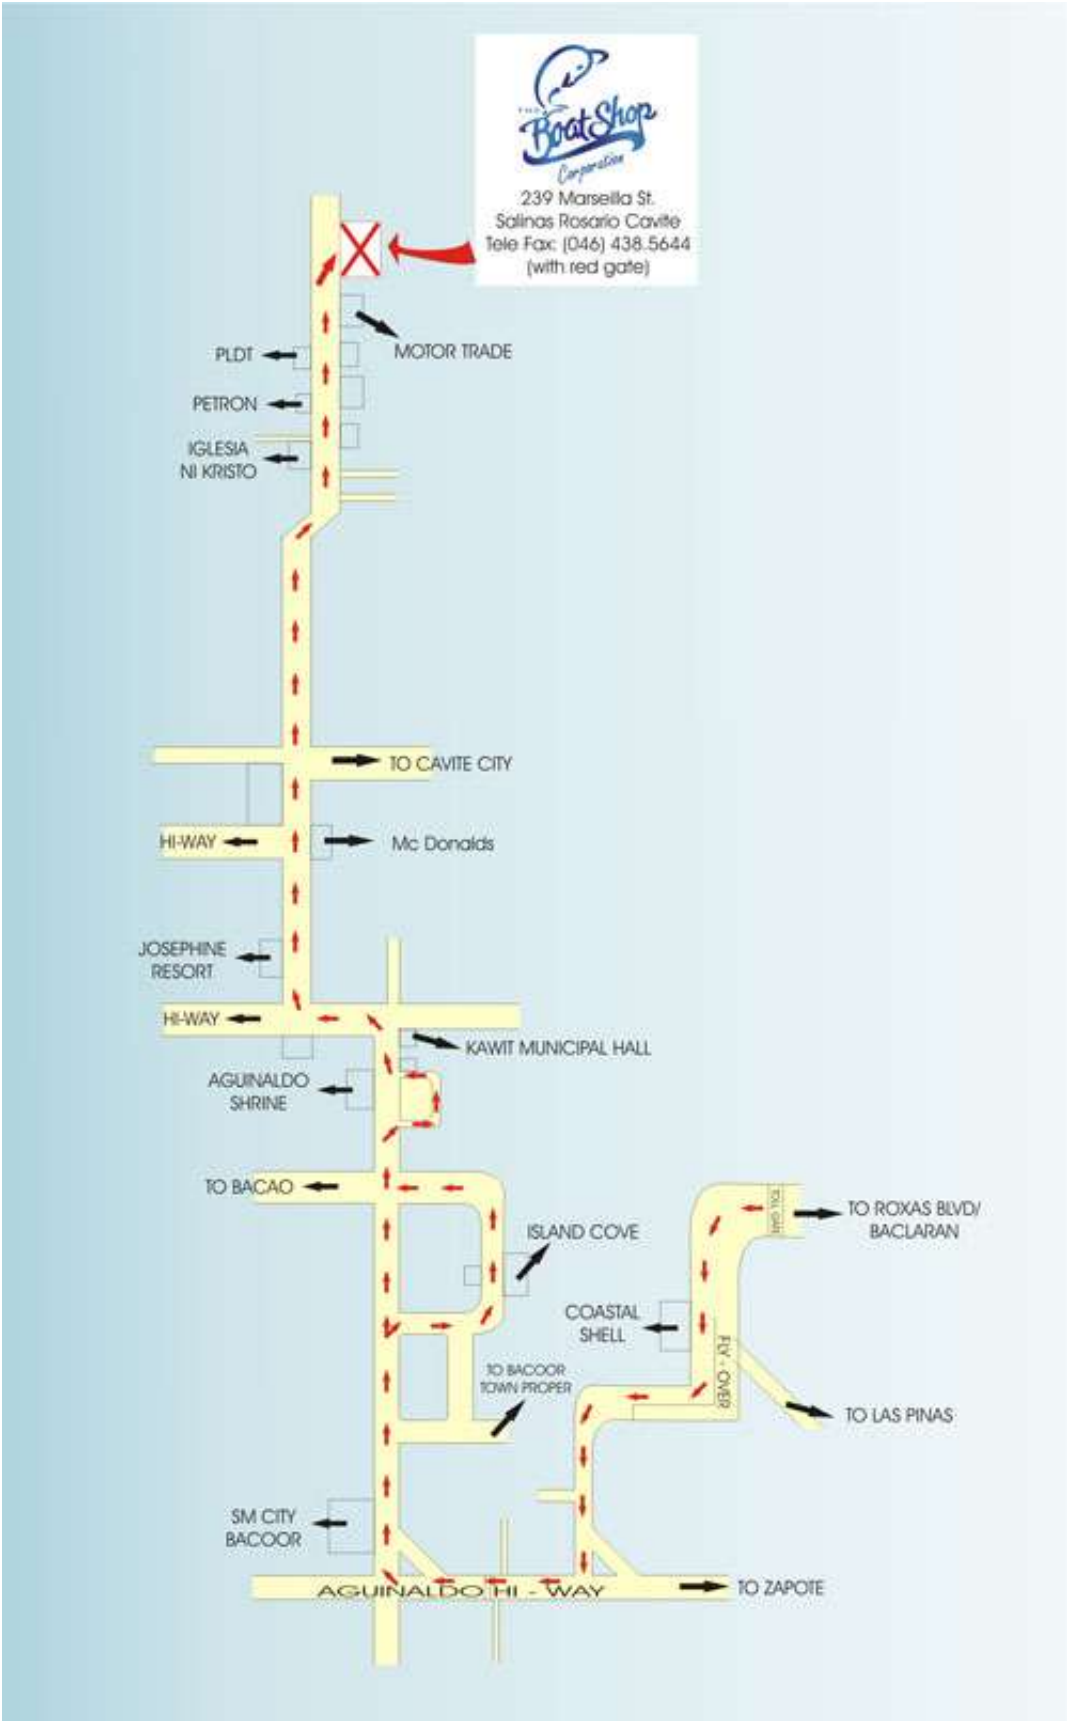 THE
BoatShop
Corporation
239 Marseilla St.
Salinas Rosario Cavite
Tele Fax: (046) 438.5644
(with red gate)
MOTOR TRADE
PLDT
PETRON
IGLESIA
NI KRISTO
TO CAVITE CITY
HI-WAY
Mc Donalds
JOSEPHINE
RESORT
HI-WAY
KAWIT MUNICIPAL HALL
AGUINALDO
SHRINE
TO BACAO
TO ROXAS BLVD/
BACLARAN
TOLL GATE
ISLAND COVE
COASTAL
SHELL
FLY - OVER
TO BACOOR
TOWN PROPER
TO LAS PINAS
SM CITY
BACOOR
AGUINALDO HI - WAY
TO ZAPOTE